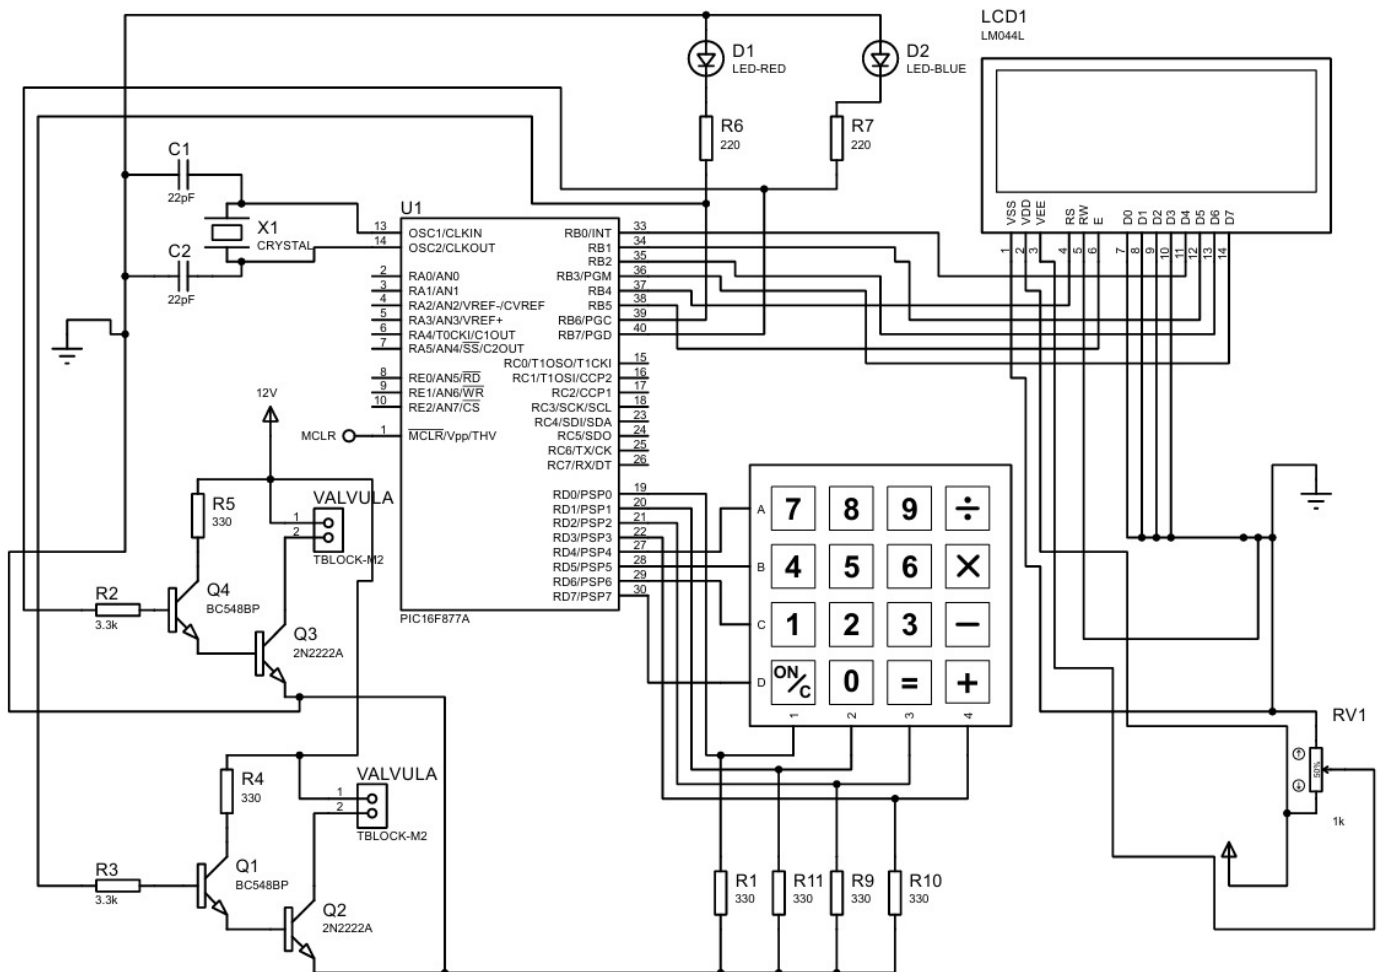 LCD1
LM044L
D1
LED-RED
D2
LED-BLUE
R6
220
R7
220
C1
22pF
X1
CRYSTAL
C2
22pF
VSS
VDD
VEE
RS
RW
E
D0
D1
D2
D3
D4
D5
D6
D7
1
2
3
4
5
6
7
8
9
10
11
12
13
14
U1
13 OSC1/CLKIN
14 OSC2/CLKOUT
2 RA0/AN0
3 RA1/AN1
4 RA2/AN2/VREF-/CVREF
5 RA3/AN3/VREF+
6 RA4/T0CKI/C1OUT
7 RA5/AN4/SS/C2OUT
8 RE0/AN5/RD
9 RE1/AN6/WR
10 RE2/AN7/CS
MCLR 1 MCLR/Vpp/THV
RB0/INT 33
RB1 34
RB2 35
RB3/PGM 36
RB4 37
RB5 38
RB6/PGC 39
RB7/PGD 40
RC0/T1OSO/T1CKI 15
RC1/T1OSI/CCP2 16
RC2/CCP1 17
RC3/SCK/SCL 18
RC4/SDI/SDA 23
RC5/SDO 24
RC6/TX/CK 25
RC7/RX/DT 26
RD0/PSP0 19
RD1/PSP1 20
RD2/PSP2 21
RD3/PSP3 22
RD4/PSP4 27
RD5/PSP5 28
RD6/PSP6 29
RD7/PSP7 30
PIC16F877A
12V
R5
330
VALVULA
1
2
TBLOCK-M2
R2
3.3k
Q4
BC548BP
Q3
2N2222A
A 7 8 9 ÷
B 4 5 6 ×
C 1 2 3 −
D ON/C 0 = +
1 2 3 4
R4
330
VALVULA
1
2
TBLOCK-M2
R3
3.3k
Q1
BC548BP
Q2
2N2222A
R1
330
R11
330
R9
330
R10
330
RV1
50%
1k